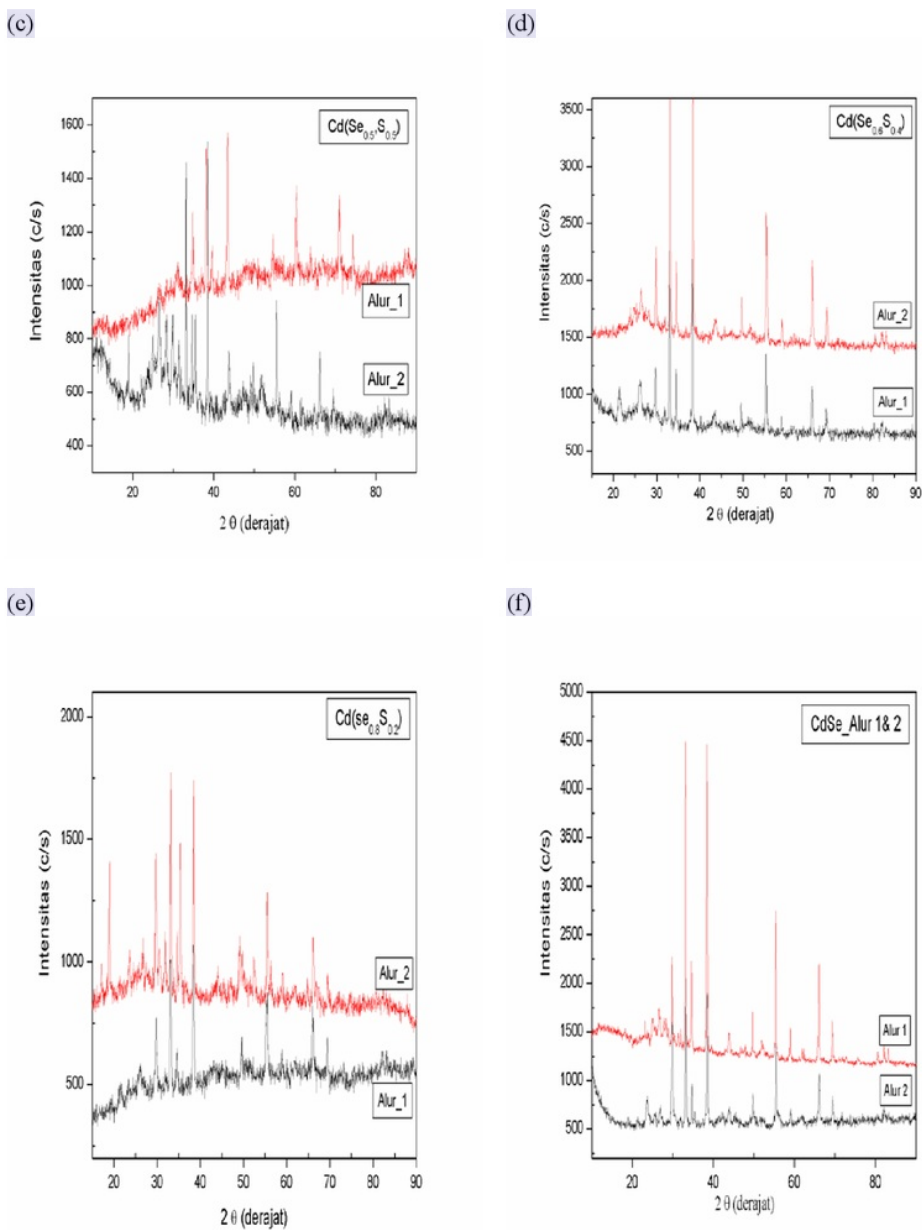 (c)
Cd(Se0.5,S0.5)
Intensitas (c/s)
1600
1400
1200
1000
800
600
400
Alur_1
Alur_2
20 40 60 80
2 θ (derajat)
(d)
Cd(Se0.6S0.4)
Intensitas (c/s)
3500
3000
2500
2000
1500
1000
500
Alur_2
Alur_1
20 30 40 50 60 70 80 90
2 θ (derajat)
(e)
Cd(se0.8S0.2)
Intensitas (c/s)
2000
1500
1000
500
Alur_2
Alur_1
20 30 40 50 60 70 80 90
2 θ (derajat)
(f)
CdSe_Alur 1& 2
Intensitas (c/s)
5000
4500
4000
3500
3000
2500
2000
1500
1000
500
Alur 1
Alur 2
20 40 60 80
2 θ (derajat)